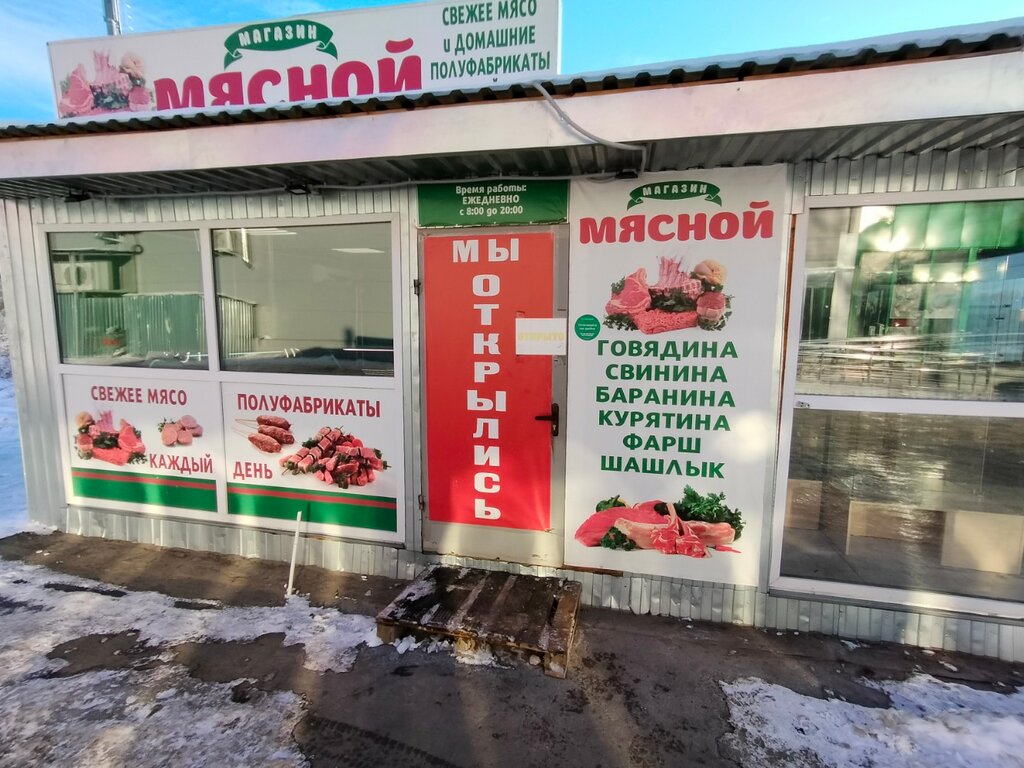 МАГАЗИН
МЯСНОЙ
СВЕЖЕЕ МЯСО
и ДОМАШНИЕ
ПОЛУФАБРИКАТЫ
Время работы:
ЕЖЕДНЕВНО
с 8:00 до 20:00
МЫ ОТКРЫЛИСЬ
ОТКРЫТО
МАГАЗИН
МЯСНОЙ
ГОВЯДИНА
СВИНИНА
БАРАНИНА
КУРЯТИНА
ФАРШ
ШАШЛЫК
СВЕЖЕЕ МЯСО
КАЖДЫЙ
ПОЛУФАБРИКАТЫ
ДЕНЬ